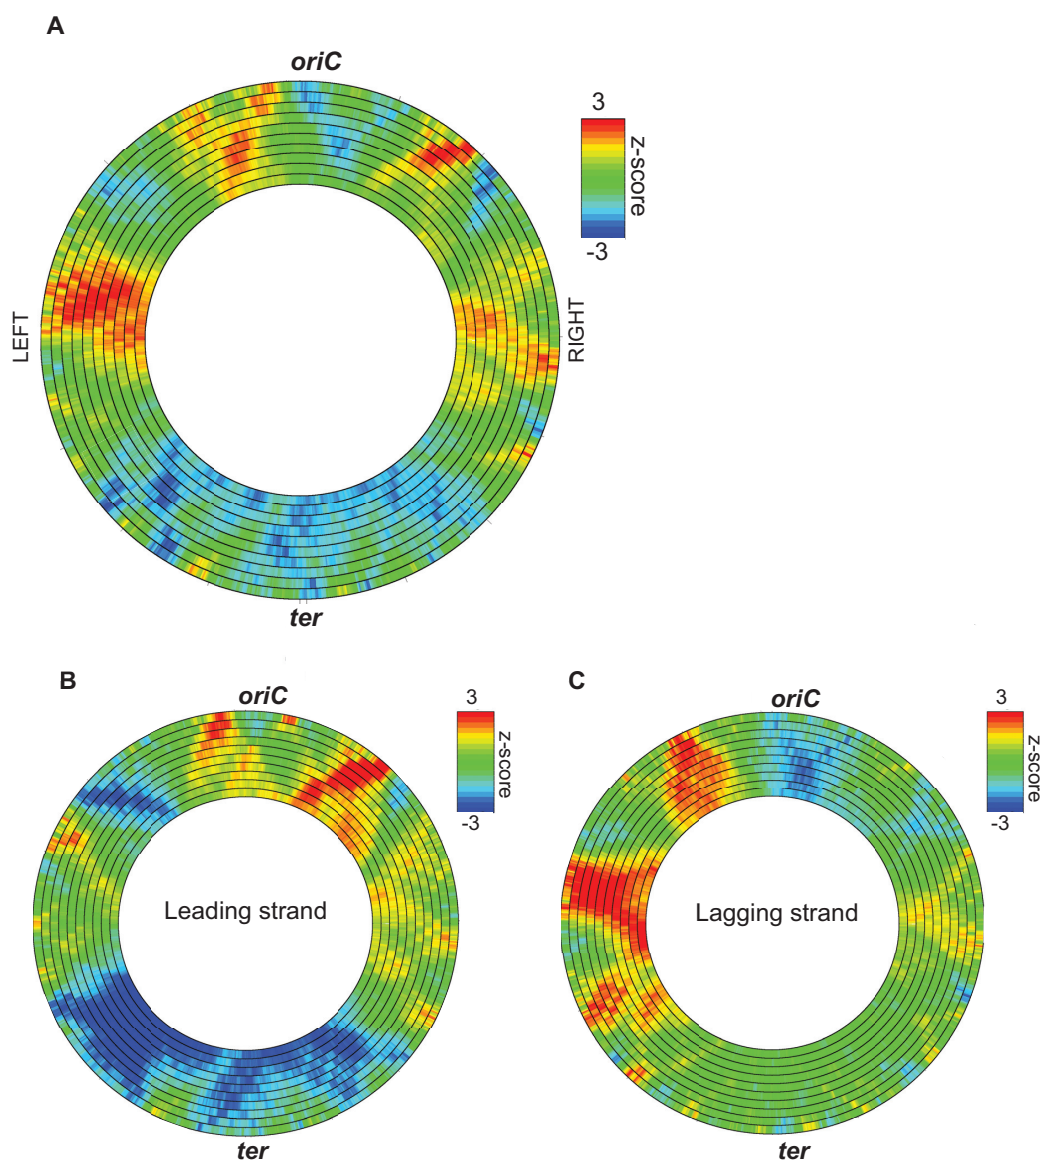 A
oriC
3
z-score
-3
LEFT
RIGHT
ter
B
oriC
3
z-score
-3
Leading strand
ter
C
oriC
3
z-score
-3
Lagging strand
ter